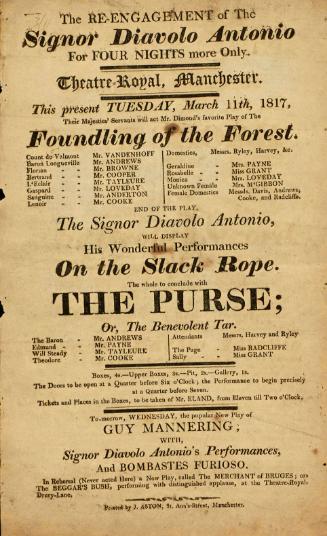 The RE-ENGAGEMENT of The
Signor Diavolo Antonio
For FOUR NIGHTS more Only.
Theatre-Royal, Manchester.
This present TUESDAY, March 11th, 1817,
Their Majesties' Servants will act Mr. Dimond's favorite Play of The
Foundling of the Forest.
Count de Valmont Mr. VANDENHOFF
Baron Longueville Mr. ANDREWS
Florian - Mr. BROWNE
Bertrand - Mr. COOPER
L'Eclair - Mr. TAYLEURE
Gaspard - Mr. LOVEDAY
Sanguine - Mr. ANDERTON
Lenoir - Mr. COOKE
Domestics, Messrs. Ryley, Harvey, &c.
Geraldine - Mrs. PAYNE
Rosabelle - - Miss GRANT
Monica - - Mrs. LOVEDAY
Unknown Female Mrs. M'GIBBON
Female Domestics Mesds. Davis, Andrews,
Cooke, and Radcliffe.
END OF THE PLAY,
The Signor Diavolo Antonio,
WILL DISPLAY
His Wonderful Performances
On the Slack Rope.
The whole to conclude with
THE PURSE;
Or, The Benevolent Tar.
The Baron - Mr. ANDREWS
Edmund - - Mr. PAYNE
Will Steady - Mr. TAYLEURE
Theodore - Mr. COOKE
Attendants Messrs. Harvey and Ryley
The Page - Miss RADCLIFFE
Sally - - Miss GRANT
Boxes, 4s.—Upper Boxes, 3s.—Pit, 2s.—Gallery, 1s.
The Doors to be open at a Quarter before Six o'Clock; the Performance to begin precisely
at a Quarter before Seven.
Tickets and Places in the Boxes, to be taken of Mr. ELAND, from Eleven till Two o'Clock.
To-morrow, WEDNESDAY, the popular New Play of
GUY MANNERING;
WITH,
Signor Diavolo Antonio's Performances,
And BOMBASTES FURIOSO.
In Rehearsal (Never acted Here) a New Play, called The MERCHANT of BRUGES; or,
The BEGGAR'S BUSH, performing with distinguished applause, at the Theatre-Royal,
Drury-Lane.
Printed by J. ASTON, St. Ann's-Street, Manchester.